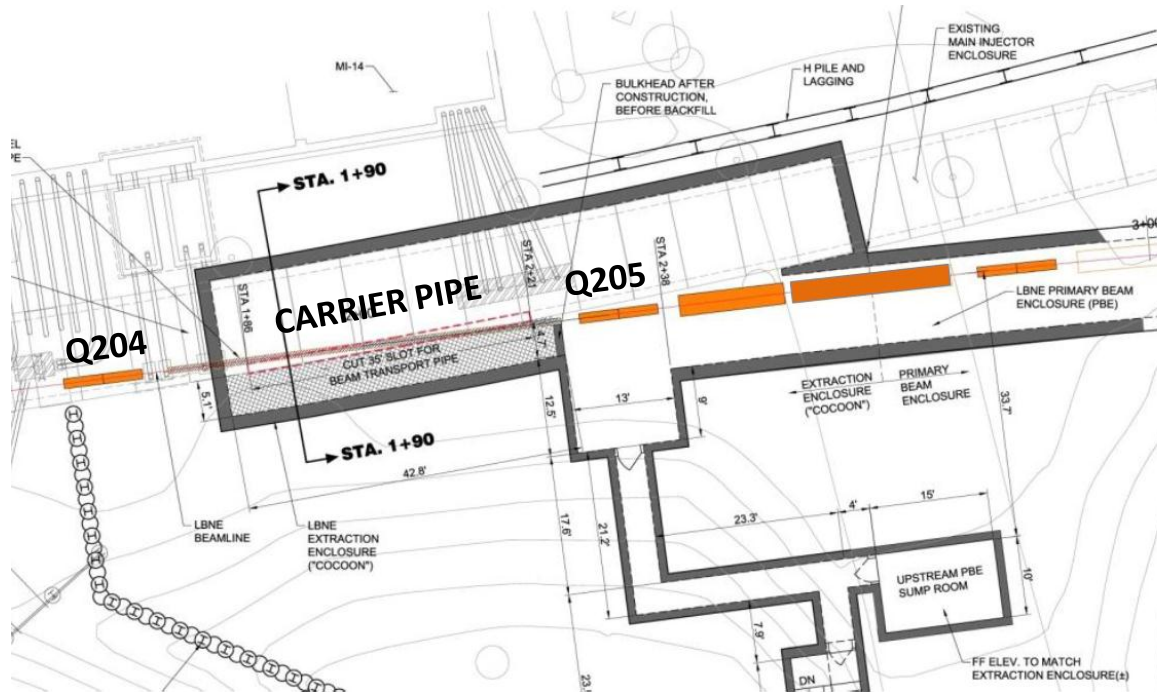 EXISTING
MAIN INJECTOR
ENCLOSURE
MI-14
H PILE AND
LAGGING
BULKHEAD AFTER
CONSTRUCTION,
BEFORE BACKFILL
EL
PE
STA. 1+90
STA 1+86
STA 2+21
STA 2+38
3+00
CARRIER PIPE
Q205
Q204
LBNE PRIMARY BEAM
ENCLOSURE (PBE)
CUT 35' SLOT FOR
BEAM TRANSPORT PIPE
5.1'
12.5'
13'
9'
EXTRACTION
ENCLOSURE
("COCOON")
PRIMARY
BEAM
ENCLOSURE
33.7'
STA. 1+90
42.8'
LBNE
BEAMLINE
LBNE
EXTRACTION
ENCLOSURE
("COCOON")
17.6'
21.2'
23.3'
4'
15'
UPSTREAM PBE
SUMP ROOM
10'
7.9'
DN
FF ELEV. TO MATCH
EXTRACTION ENCLOSURE(±)